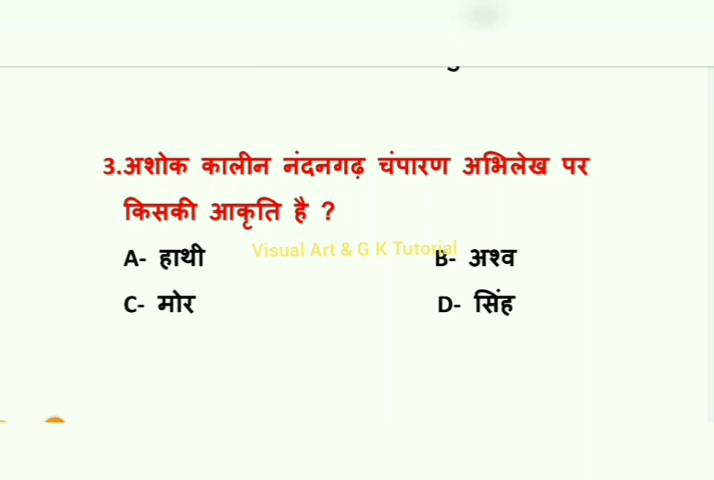 3.अशोक कालीन नंदनगढ़ चंपारण अभिलेख पर
किसकी आकृति है ?
Visual Art & G K Tutorial
A- हाथी B- अश्व
C- मोर D- सिंह